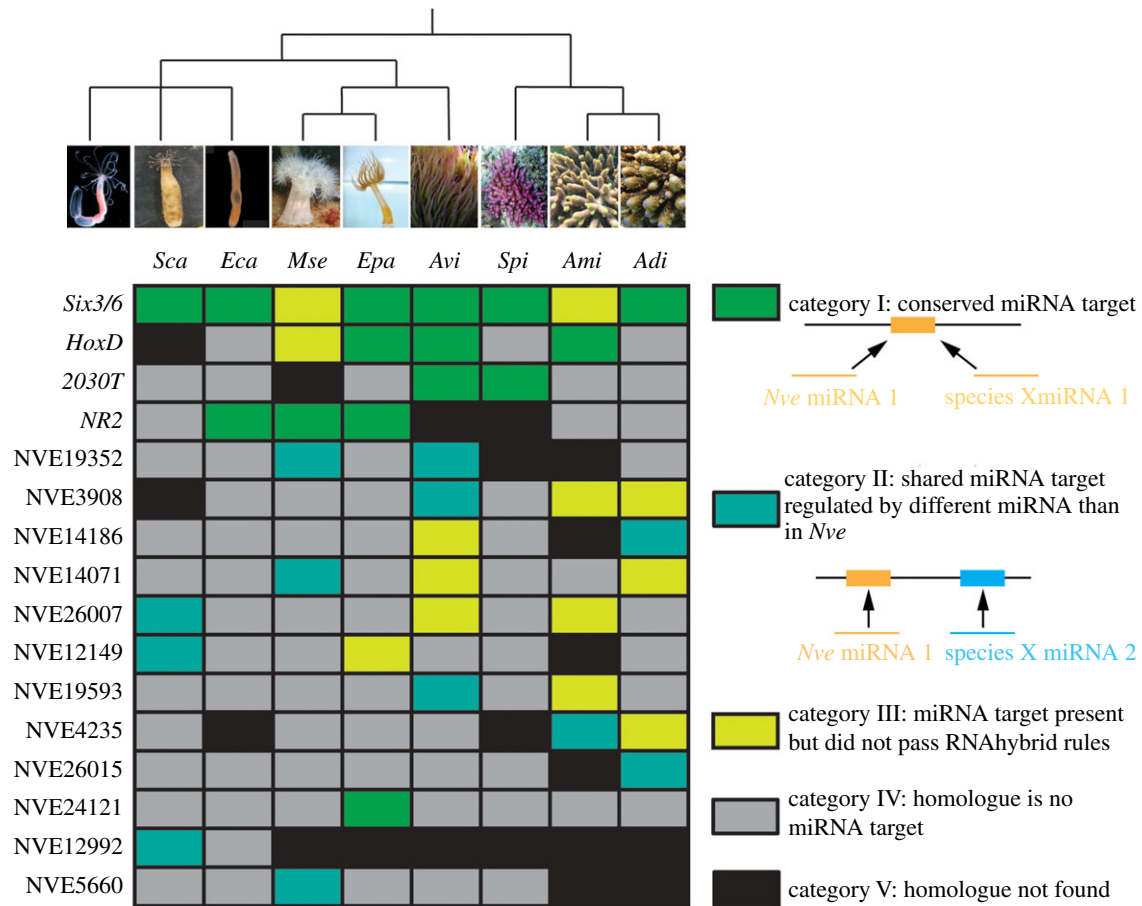 Sca Eca Mse Epa Avi Spi Ami Adi
Six3/6
HoxD
2030T
NR2
NVE19352
NVE3908
NVE14186
NVE14071
NVE26007
NVE12149
NVE19593
NVE4235
NVE26015
NVE24121
NVE12992
NVE5660
category I: conserved miRNA target
Nve miRNA 1
species XmiRNA 1
category II: shared miRNA target
regulated by different miRNA than
in Nve
Nve miRNA 1
species X miRNA 2
category III: miRNA target present
but did not pass RNAhybrid rules
category IV: homologue is no
miRNA target
category V: homologue not found